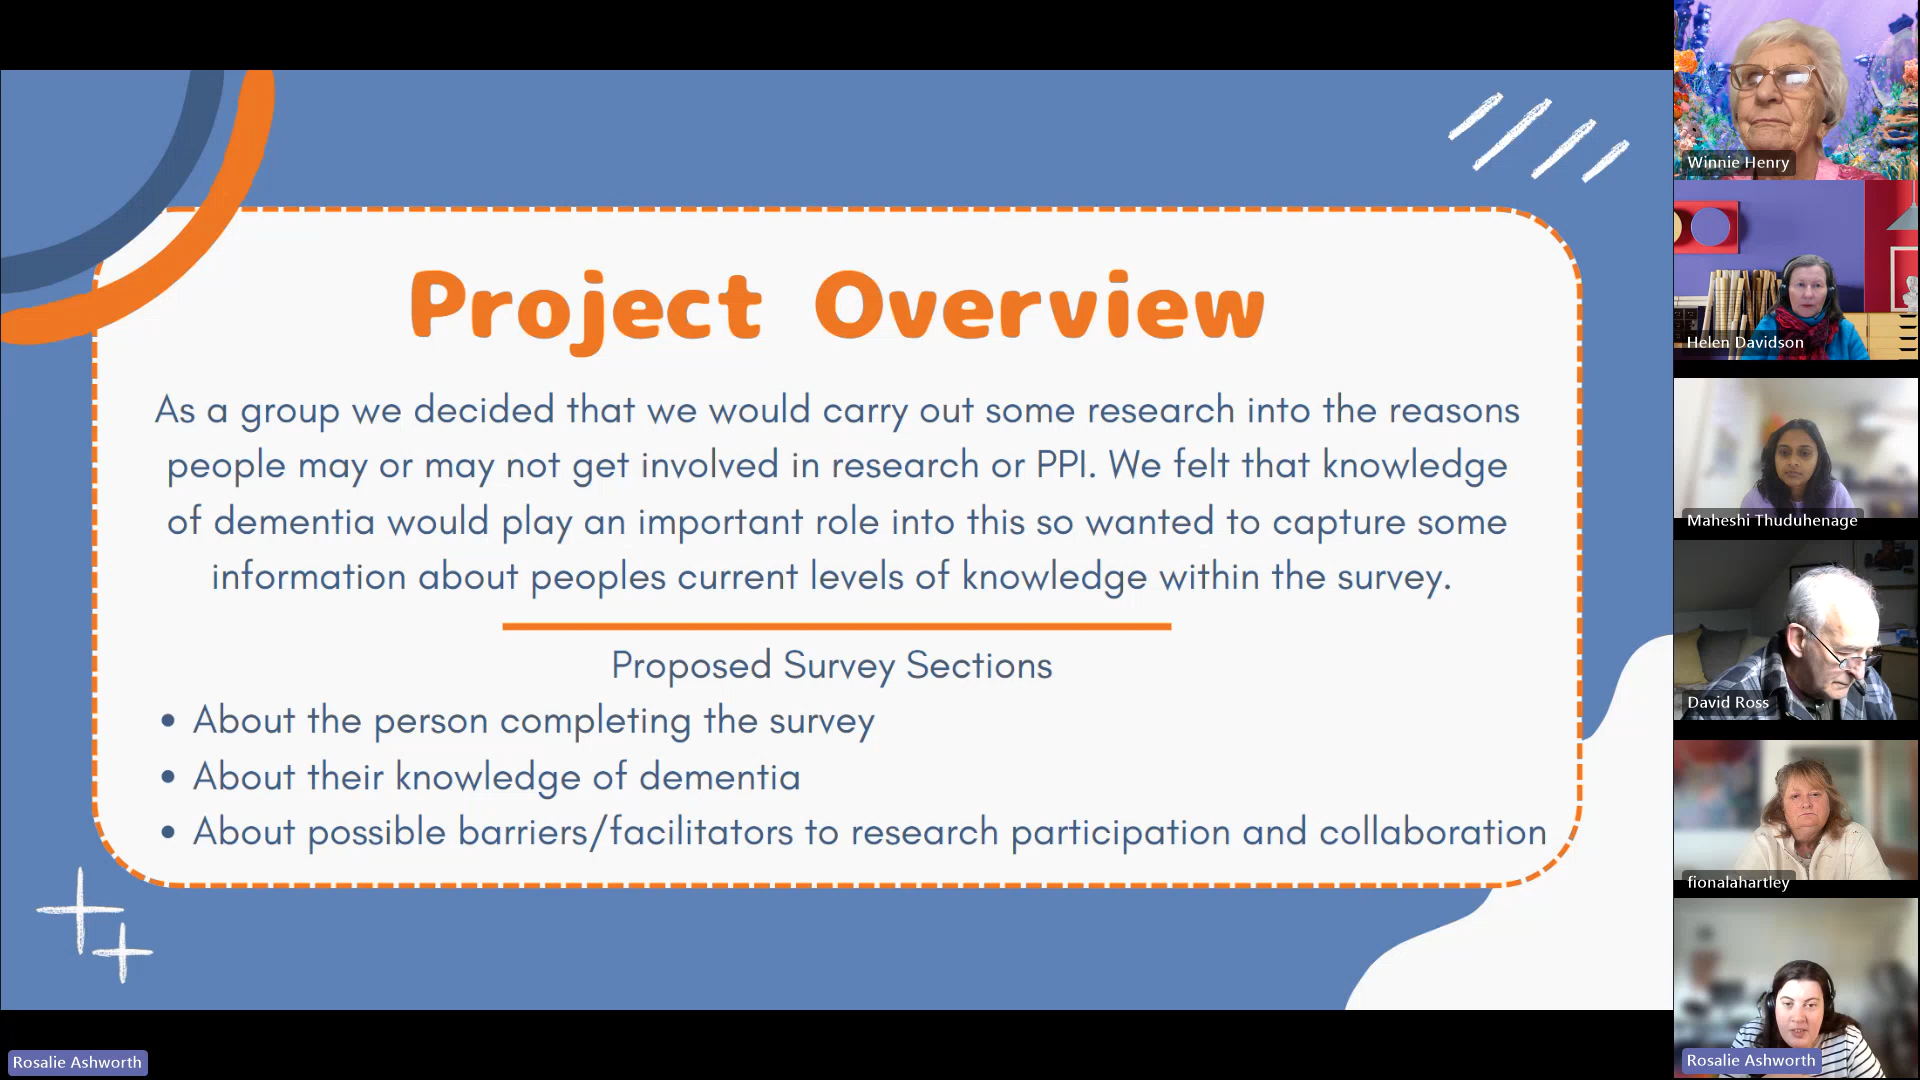 Project Overview
As a group we decided that we would carry out some research into the reasons
people may or may not get involved in research or PPI. We felt that knowledge
of dementia would play an important role into this so wanted to capture some
information about peoples current levels of knowledge within the survey.
Proposed Survey Sections
• About the person completing the survey
• About their knowledge of dementia
• About possible barriers/facilitators to research participation and collaboration
Rosalie Ashworth
Winnie Henry
Helen Davidson
Maheshi Thuduhenage
David Ross
fionalahartley
Rosalie Ashworth